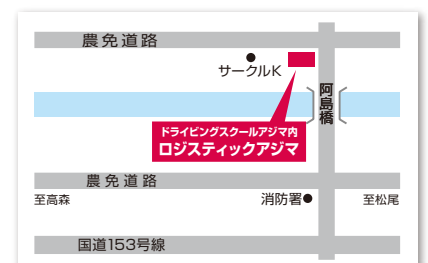 農免道路
サークルK
阿島橋
ドライビングスクールアジマ内
ロジスティックアジマ
農免道路
至高森
消防署
至松尾
国道153号線